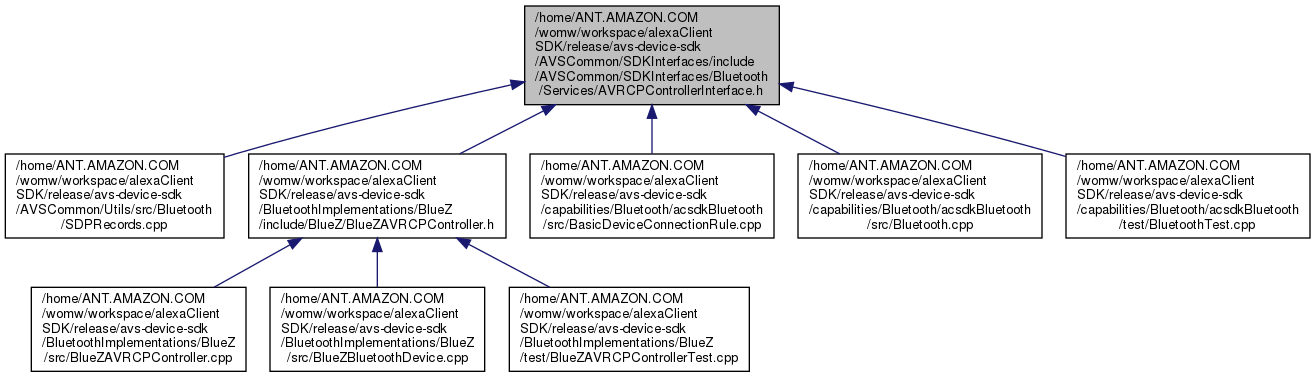 /home/ANT.AMAZON.COM
/womw/workspace/alexaClient
SDK/release/avs-device-sdk
/AVSCommon/SDKInterfaces/include
/AVSCommon/SDKInterfaces/Bluetooth
/Services/AVRCPControllerInterface.h
/home/ANT.AMAZON.COM
/womw/workspace/alexaClient
SDK/release/avs-device-sdk
/AVSCommon/Utils/src/Bluetooth
/SDPRecords.cpp
/home/ANT.AMAZON.COM
/womw/workspace/alexaClient
SDK/release/avs-device-sdk
/BluetoothImplementations/BlueZ
/include/BlueZ/BlueZAVRCPController.h
/home/ANT.AMAZON.COM
/womw/workspace/alexaClient
SDK/release/avs-device-sdk
/capabilities/Bluetooth/acsdkBluetooth
/src/BasicDeviceConnectionRule.cpp
/home/ANT.AMAZON.COM
/womw/workspace/alexaClient
SDK/release/avs-device-sdk
/capabilities/Bluetooth/acsdkBluetooth
/src/Bluetooth.cpp
/home/ANT.AMAZON.COM
/womw/workspace/alexaClient
SDK/release/avs-device-sdk
/capabilities/Bluetooth/acsdkBluetooth
/test/BluetoothTest.cpp
/home/ANT.AMAZON.COM
/womw/workspace/alexaClient
SDK/release/avs-device-sdk
/BluetoothImplementations/BlueZ
/src/BlueZAVRCPController.cpp
/home/ANT.AMAZON.COM
/womw/workspace/alexaClient
SDK/release/avs-device-sdk
/BluetoothImplementations/BlueZ
/src/BlueZBluetoothDevice.cpp
/home/ANT.AMAZON.COM
/womw/workspace/alexaClient
SDK/release/avs-device-sdk
/BluetoothImplementations/BlueZ
/test/BlueZAVRCPControllerTest.cpp